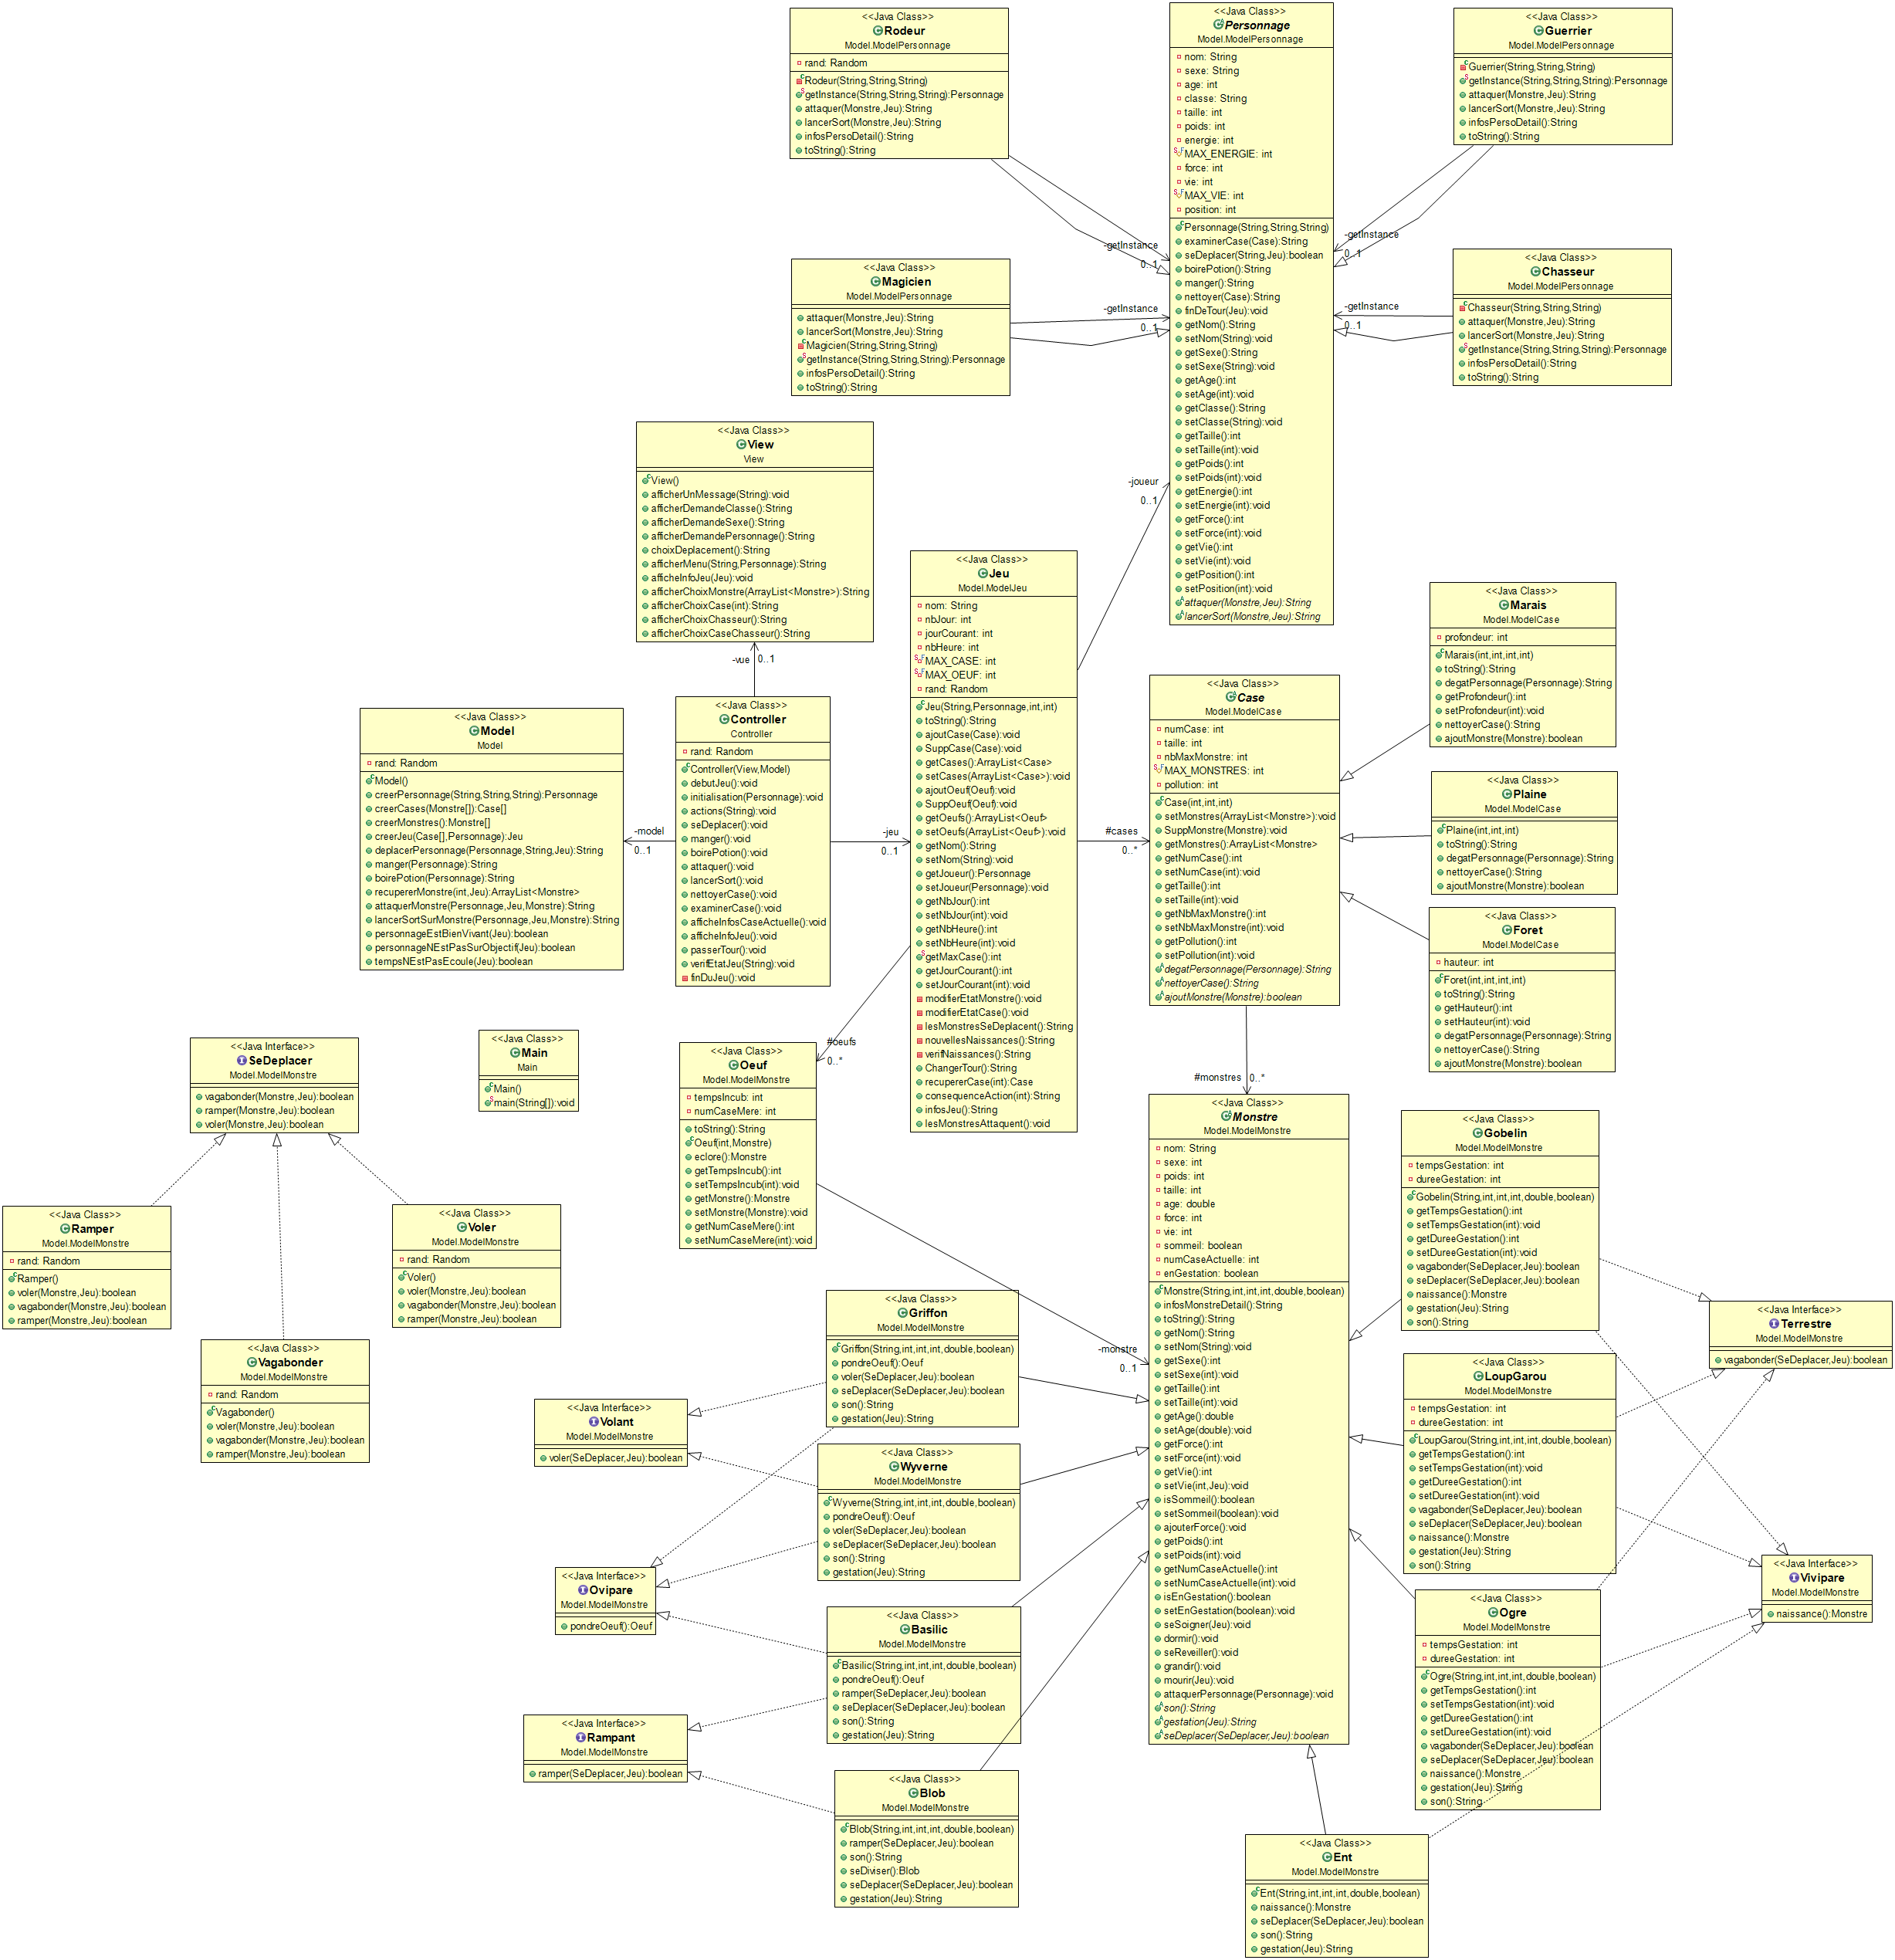 <<Java Class>>
Rodeur
Model.ModelPersonnage
rand: Random
Rodeur(String,String,String)
getInstance(String,String,String):Personnage
attaquer(Monstre,Jeu):String
lancerSort(Monstre,Jeu):String
infosPersoDetail():String
toString():String
<<Java Class>>
Personnage
Model.ModelPersonnage
nom: String
sexe: String
age: int
classe: String
taille: int
poids: int
energie: int
MAX_ENERGIE: int
force: int
vie: int
MAX_VIE: int
position: int
Personnage(String,String,String)
examinerCase(Case):String
seDeplacer(String,Jeu):boolean
boirePotion():String
manger():String
nettoyer(Case):String
finDeTour(Jeu):void
getNom():String
setNom(String):void
getSexe():String
setSexe(String):void
getAge():int
setAge(int):void
getClasse():String
setClasse(String):void
getTaille():int
setTaille(int):void
getPoids():int
setPoids(int):void
getEnergie():int
setEnergie(int):void
getForce():int
setForce(int):void
getVie():int
setVie(int):void
getPosition():int
setPosition(int):void
attaquer(Monstre,Jeu):String
lancerSort(Monstre,Jeu):String
<<Java Class>>
Guerrier
Model.ModelPersonnage
Guerrier(String,String,String)
getInstance(String,String,String):Personnage
attaquer(Monstre,Jeu):String
lancerSort(Monstre,Jeu):String
infosPersoDetail():String
toString():String
-getInstance
0..1
-getInstance
0..1
<<Java Class>>
Magicien
Model.ModelPersonnage
attaquer(Monstre,Jeu):String
lancerSort(Monstre,Jeu):String
Magicien(String,String,String)
getInstance(String,String,String):Personnage
infosPersoDetail():String
toString():String
-getInstance
0..1
<<Java Class>>
Chasseur
Model.ModelPersonnage
Chasseur(String,String,String)
attaquer(Monstre,Jeu):String
lancerSort(Monstre,Jeu):String
getInstance(String,String,String):Personnage
infosPersoDetail():String
toString():String
-getInstance
0..1
<<Java Class>>
View
View
View()
afficherUnMessage(String):void
afficherDemandeClasse():String
afficherDemandeSexe():String
afficherDemandePersonnage():String
choixDeplacement():String
afficherMenu(String,Personnage):String
afficheInfoJeu(Jeu):void
afficherChoixMonstre(ArrayList<Monstre>):String
afficherChoixCase(int):String
afficherChoixChasseur():String
afficherChoixCaseChasseur():String
-vue
0..1
-joueur
0..1
<<Java Class>>
Jeu
Model.ModelJeu
nom: String
nbJour: int
jourCourant: int
nbHeure: int
MAX_CASE: int
MAX_OEUF: int
rand: Random
Jeu(String,Personnage,int,int)
toString():String
ajoutCase(Case):void
SuppCase(Case):void
getCases():ArrayList<Case>
setCases(ArrayList<Case>):void
ajoutOeuf(Oeuf):void
SuppOeuf(Oeuf):void
getOeufs():ArrayList<Oeuf>
setOeufs(ArrayList<Oeuf>):void
getNom():String
setNom(String):void
getJoueur():Personnage
setJoueur(Personnage):void
getNbJour():int
setNbJour(int):void
getNbHeure():int
setNbHeure(int):void
getMaxCase():int
getJourCourant():int
setJourCourant(int):void
modifierEtatMonstre():void
modifierEtatCase():void
lesMonstresSeDeplacent():String
nouvellesNaissances():String
verifNaissances():String
ChangerTour():String
recupererCase(int):Case
consequenceAction(int):String
infosJeu():String
lesMonstresAttaquent():void
<<Java Class>>
Model
Model
rand: Random
Model()
creerPersonnage(String,String,String):Personnage
creerCases(Monstre[]):Case[]
creerMonstres():Monstre[]
creerJeu(Case[],Personnage):Jeu
deplacerPersonnage(Personnage,String,Jeu):String
manger(Personnage):String
boirePotion(Personnage):String
recupererMonstre(int,Jeu):ArrayList<Monstre>
attaquerMonstre(Personnage,Jeu,Monstre):String
lancerSortSurMonstre(Personnage,Jeu,Monstre):String
personnageEstBienVivant(Jeu):boolean
personnageNEstPasSurObjectif(Jeu):boolean
tempsNEstPasEcoule(Jeu):boolean
-model
0..1
<<Java Class>>
Controller
Controller
rand: Random
Controller(View,Model)
debutJeu():void
initialisation(Personnage):void
actions(String):void
seDeplacer():void
manger():void
boirePotion():void
attaquer():void
lancerSort():void
nettoyerCase():void
examinerCase():void
afficheInfosCaseActuelle():void
afficheInfoJeu():void
passerTour():void
verifEtatJeu(String):void
finDuJeu():void
-jeu
0..1
#cases
0..*
<<Java Class>>
Case
Model.ModelCase
numCase: int
taille: int
nbMaxMonstre: int
MAX_MONSTRES: int
pollution: int
Case(int,int,int)
setMonstres(ArrayList<Monstre>):void
SuppMonstre(Monstre):void
getMonstres():ArrayList<Monstre>
getNumCase():int
setNumCase(int):void
getTaille():int
setTaille(int):void
getNbMaxMonstre():int
setNbMaxMonstre(int):void
getPollution():int
setPollution(int):void
degatPersonnage(Personnage):String
nettoyerCase():String
ajoutMonstre(Monstre):boolean
<<Java Class>>
Marais
Model.ModelCase
profondeur: int
Marais(int,int,int,int)
toString():String
degatPersonnage(Personnage):String
getProfondeur():int
setProfondeur(int):void
nettoyerCase():String
ajoutMonstre(Monstre):boolean
<<Java Class>>
Plaine
Model.ModelCase
Plaine(int,int,int)
toString():String
degatPersonnage(Personnage):String
nettoyerCase():String
ajoutMonstre(Monstre):boolean
<<Java Class>>
Foret
Model.ModelCase
hauteur: int
Foret(int,int,int,int)
toString():String
getHauteur():int
setHauteur(int):void
degatPersonnage(Personnage):String
nettoyerCase():String
ajoutMonstre(Monstre):boolean
<<Java Interface>>
SeDeplacer
Model.ModelMonstre
vagabonder(Monstre,Jeu):boolean
ramper(Monstre,Jeu):boolean
voler(Monstre,Jeu):boolean
<<Java Class>>
Main
Main
Main()
main(String[]):void
<<Java Class>>
Oeuf
Model.ModelMonstre
tempsIncub: int
numCaseMere: int
toString():String
Oeuf(int,Monstre)
eclore():Monstre
getTempsIncub():int
setTempsIncub(int):void
getMonstre():Monstre
setMonstre(Monstre):void
getNumCaseMere():int
setNumCaseMere(int):void
#oeufs
0..*
#monstres
0..*
<<Java Class>>
Ramper
Model.ModelMonstre
rand: Random
Ramper()
voler(Monstre,Jeu):boolean
vagabonder(Monstre,Jeu):boolean
ramper(Monstre,Jeu):boolean
<<Java Class>>
Voler
Model.ModelMonstre
rand: Random
Voler()
voler(Monstre,Jeu):boolean
vagabonder(Monstre,Jeu):boolean
ramper(Monstre,Jeu):boolean
<<Java Class>>
Vagabonder
Model.ModelMonstre
rand: Random
Vagabonder()
voler(Monstre,Jeu):boolean
vagabonder(Monstre,Jeu):boolean
ramper(Monstre,Jeu):boolean
<<Java Class>>
Monstre
Model.ModelMonstre
nom: String
sexe: int
poids: int
taille: int
age: double
force: int
vie: int
sommeil: boolean
numCaseActuelle: int
enGestation: boolean
Monstre(String,int,int,int,double,boolean)
infosMonstreDetail():String
toString():String
getNom():String
setNom(String):void
getSexe():int
setSexe(int):void
getTaille():int
setTaille(int):void
getAge():double
setAge(double):void
getForce():int
setForce(int):void
getVie():int
setVie(int,Jeu):void
isSommeil():boolean
setSommeil(boolean):void
ajouterForce():void
getPoids():int
setPoids(int):void
getNumCaseActuelle():int
setNumCaseActuelle(int):void
isEnGestation():boolean
setEnGestation(boolean):void
seSoigner(Jeu):void
dormir():void
seReveiller():void
grandir():void
mourir(Jeu):void
attaquerPersonnage(Personnage):void
son():String
gestation(Jeu):String
seDeplacer(SeDeplacer,Jeu):boolean
-monstre
0..1
<<Java Class>>
Gobelin
Model.ModelMonstre
tempsGestation: int
dureeGestation: int
Gobelin(String,int,int,int,double,boolean)
getTempsGestation():int
setTempsGestation(int):void
getDureeGestation():int
setDureeGestation(int):void
vagabonder(SeDeplacer,Jeu):boolean
seDeplacer(SeDeplacer,Jeu):boolean
naissance():Monstre
gestation(Jeu):String
son():String
<<Java Interface>>
Terrestre
Model.ModelMonstre
vagabonder(SeDeplacer,Jeu):boolean
<<Java Class>>
LoupGarou
Model.ModelMonstre
tempsGestation: int
dureeGestation: int
LoupGarou(String,int,int,int,double,boolean)
getTempsGestation():int
setTempsGestation(int):void
getDureeGestation():int
setDureeGestation(int):void
vagabonder(SeDeplacer,Jeu):boolean
seDeplacer(SeDeplacer,Jeu):boolean
naissance():Monstre
gestation(Jeu):String
son():String
<<Java Interface>>
Vivipare
Model.ModelMonstre
naissance():Monstre
<<Java Class>>
Ogre
Model.ModelMonstre
tempsGestation: int
dureeGestation: int
Ogre(String,int,int,int,double,boolean)
getTempsGestation():int
setTempsGestation(int):void
getDureeGestation():int
setDureeGestation(int):void
vagabonder(SeDeplacer,Jeu):boolean
seDeplacer(SeDeplacer,Jeu):boolean
naissance():Monstre
gestation(Jeu):String
son():String
<<Java Class>>
Griffon
Model.ModelMonstre
Griffon(String,int,int,int,double,boolean)
pondreOeuf():Oeuf
voler(SeDeplacer,Jeu):boolean
seDeplacer(SeDeplacer,Jeu):boolean
son():String
gestation(Jeu):String
<<Java Interface>>
Volant
Model.ModelMonstre
voler(SeDeplacer,Jeu):boolean
<<Java Class>>
Wyverne
Model.ModelMonstre
Wyverne(String,int,int,int,double,boolean)
pondreOeuf():Oeuf
voler(SeDeplacer,Jeu):boolean
seDeplacer(SeDeplacer,Jeu):boolean
son():String
gestation(Jeu):String
<<Java Interface>>
Ovipare
Model.ModelMonstre
pondreOeuf():Oeuf
<<Java Class>>
Basilic
Model.ModelMonstre
Basilic(String,int,int,int,double,boolean)
pondreOeuf():Oeuf
ramper(SeDeplacer,Jeu):boolean
seDeplacer(SeDeplacer,Jeu):boolean
son():String
gestation(Jeu):String
<<Java Interface>>
Rampant
Model.ModelMonstre
ramper(SeDeplacer,Jeu):boolean
<<Java Class>>
Blob
Model.ModelMonstre
Blob(String,int,int,int,double,boolean)
ramper(SeDeplacer,Jeu):boolean
son():String
seDiviser():Blob
seDeplacer(SeDeplacer,Jeu):boolean
gestation(Jeu):String
<<Java Class>>
Ent
Model.ModelMonstre
Ent(String,int,int,int,double,boolean)
naissance():Monstre
seDeplacer(SeDeplacer,Jeu):boolean
son():String
gestation(Jeu):String